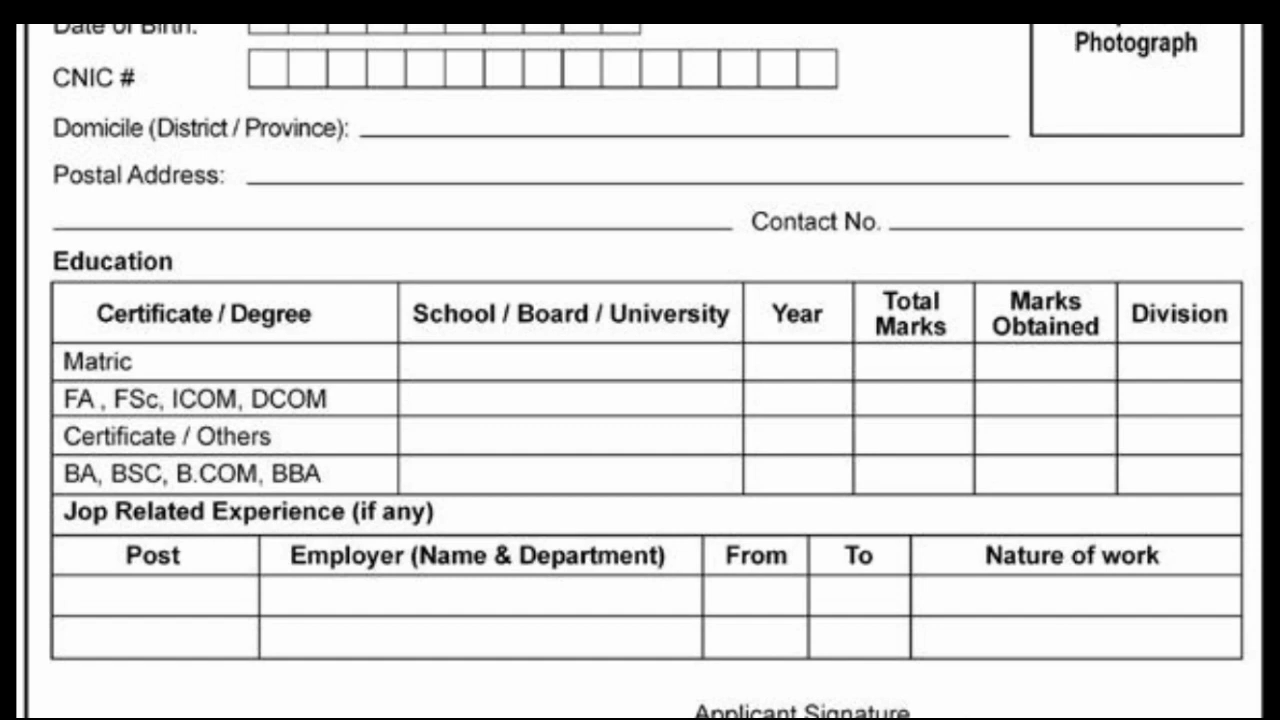 Date of Birth:
Photograph
CNIC #
Domicile (District / Province):
Postal Address:
Contact No.
Education
Certificate / Degree School / Board / University Year Total Marks Marks Obtained Division
Matric
FA , FSc, ICOM, DCOM
Certificate / Others
BA, BSC, B.COM, BBA
Jop Related Experience (if any)
Post Employer (Name & Department) From To Nature of work
Applicant Signature